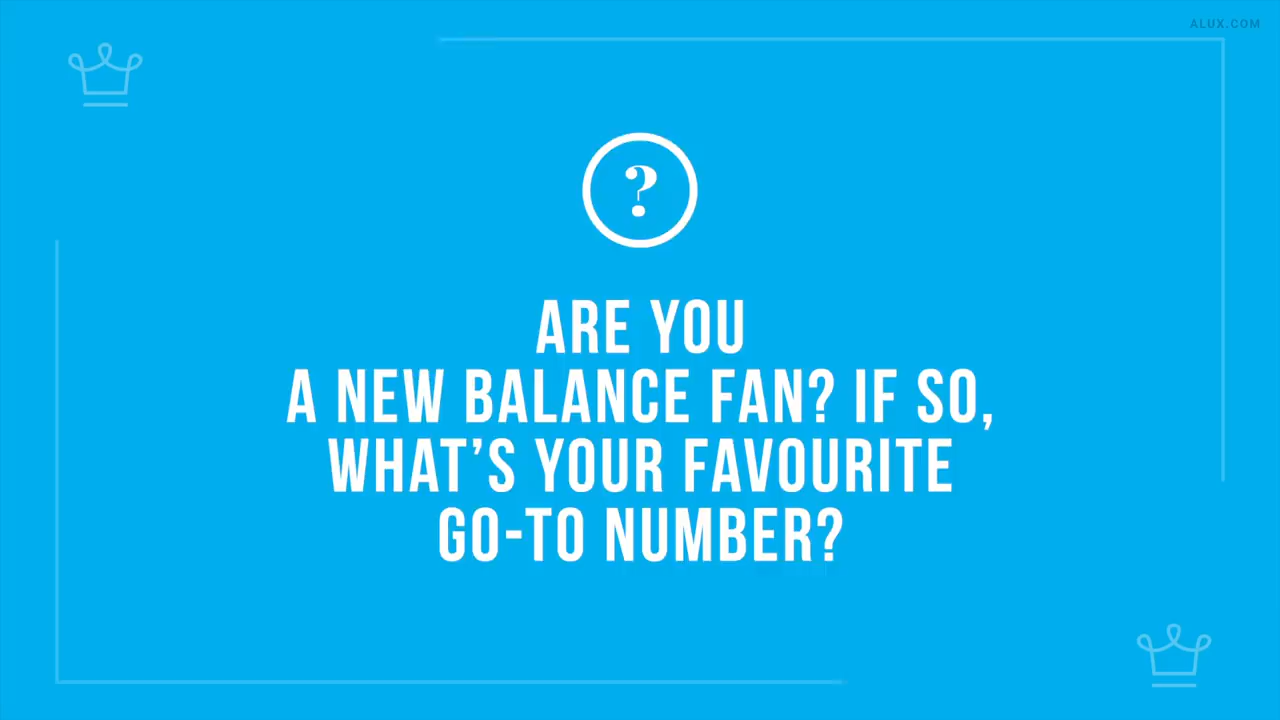 ALUX.COM
?
ARE YOU
A NEW BALANCE FAN? IF SO,
WHAT’S YOUR FAVOURITE
GO-TO NUMBER?